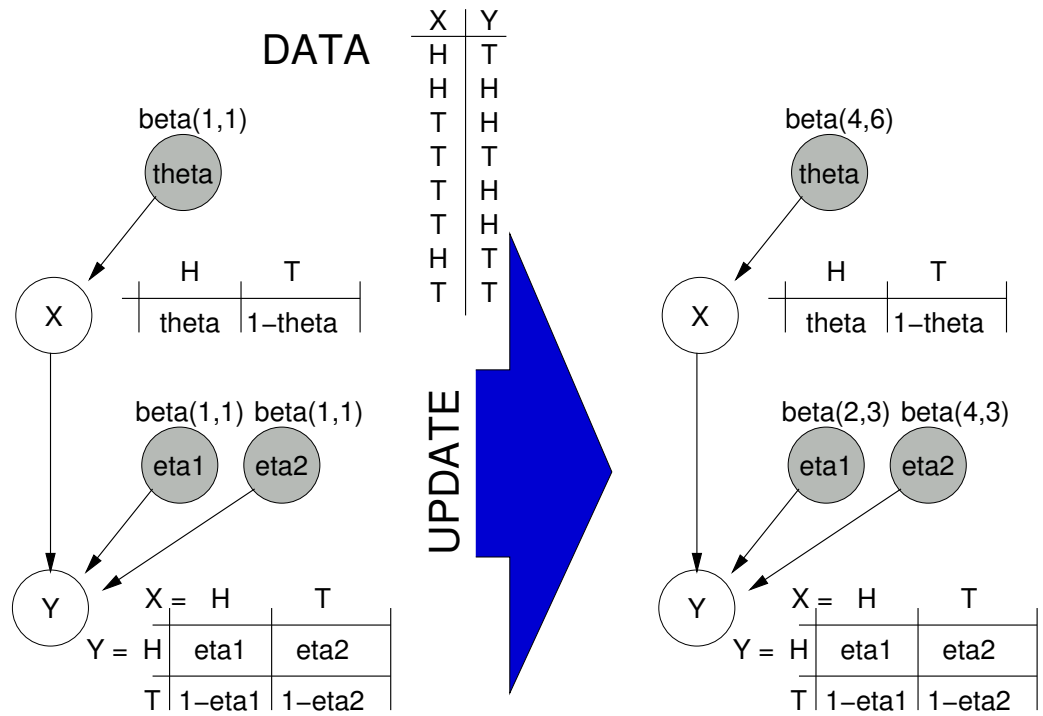 DATA
X Y
H T
H H
T H
T T
T H
T H
H T
T T
beta(1,1)
theta
X
H T
theta 1−theta
beta(1,1) beta(1,1)
eta1 eta2
Y
X = H T
Y = H eta1 eta2
T 1−eta1 1−eta2
UPDATE
beta(4,6)
theta
X
H T
theta 1−theta
beta(2,3) beta(4,3)
eta1 eta2
Y
X = H T
Y = H eta1 eta2
T 1−eta1 1−eta2